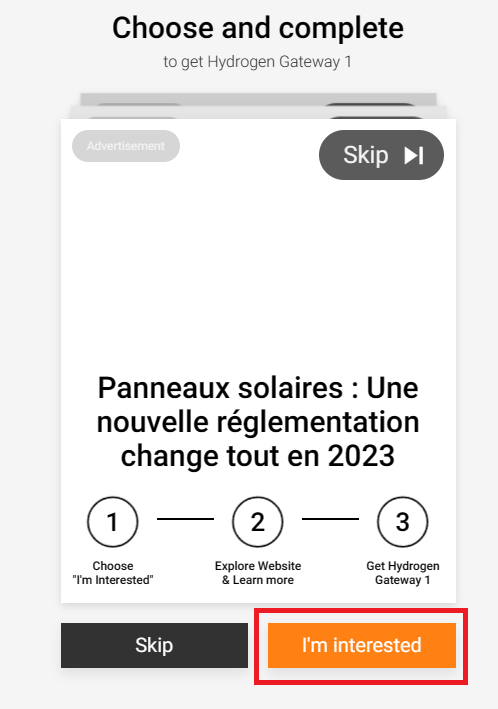 Choose and complete
to get Hydrogen Gateway 1
Advertisement
Skip
Panneaux solaires : Une
nouvelle réglementation
change tout en 2023
1
2
3
Choose
"I'm Interested"
Explore Website
& Learn more
Get Hydrogen
Gateway 1
Skip
I'm interested